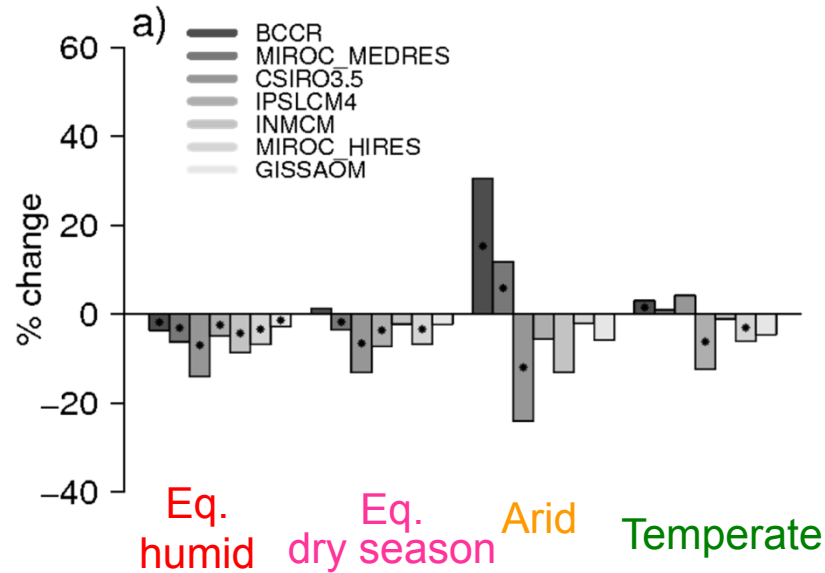 a)
BCCR
MIROC_MEDRES
CSIRO3.5
IPSLCM4
INMCM
MIROC_HIRES
GISSAOM
% change
60
40
20
0
−20
−40
Eq.
humid
Eq.
dry season
Arid
Temperate